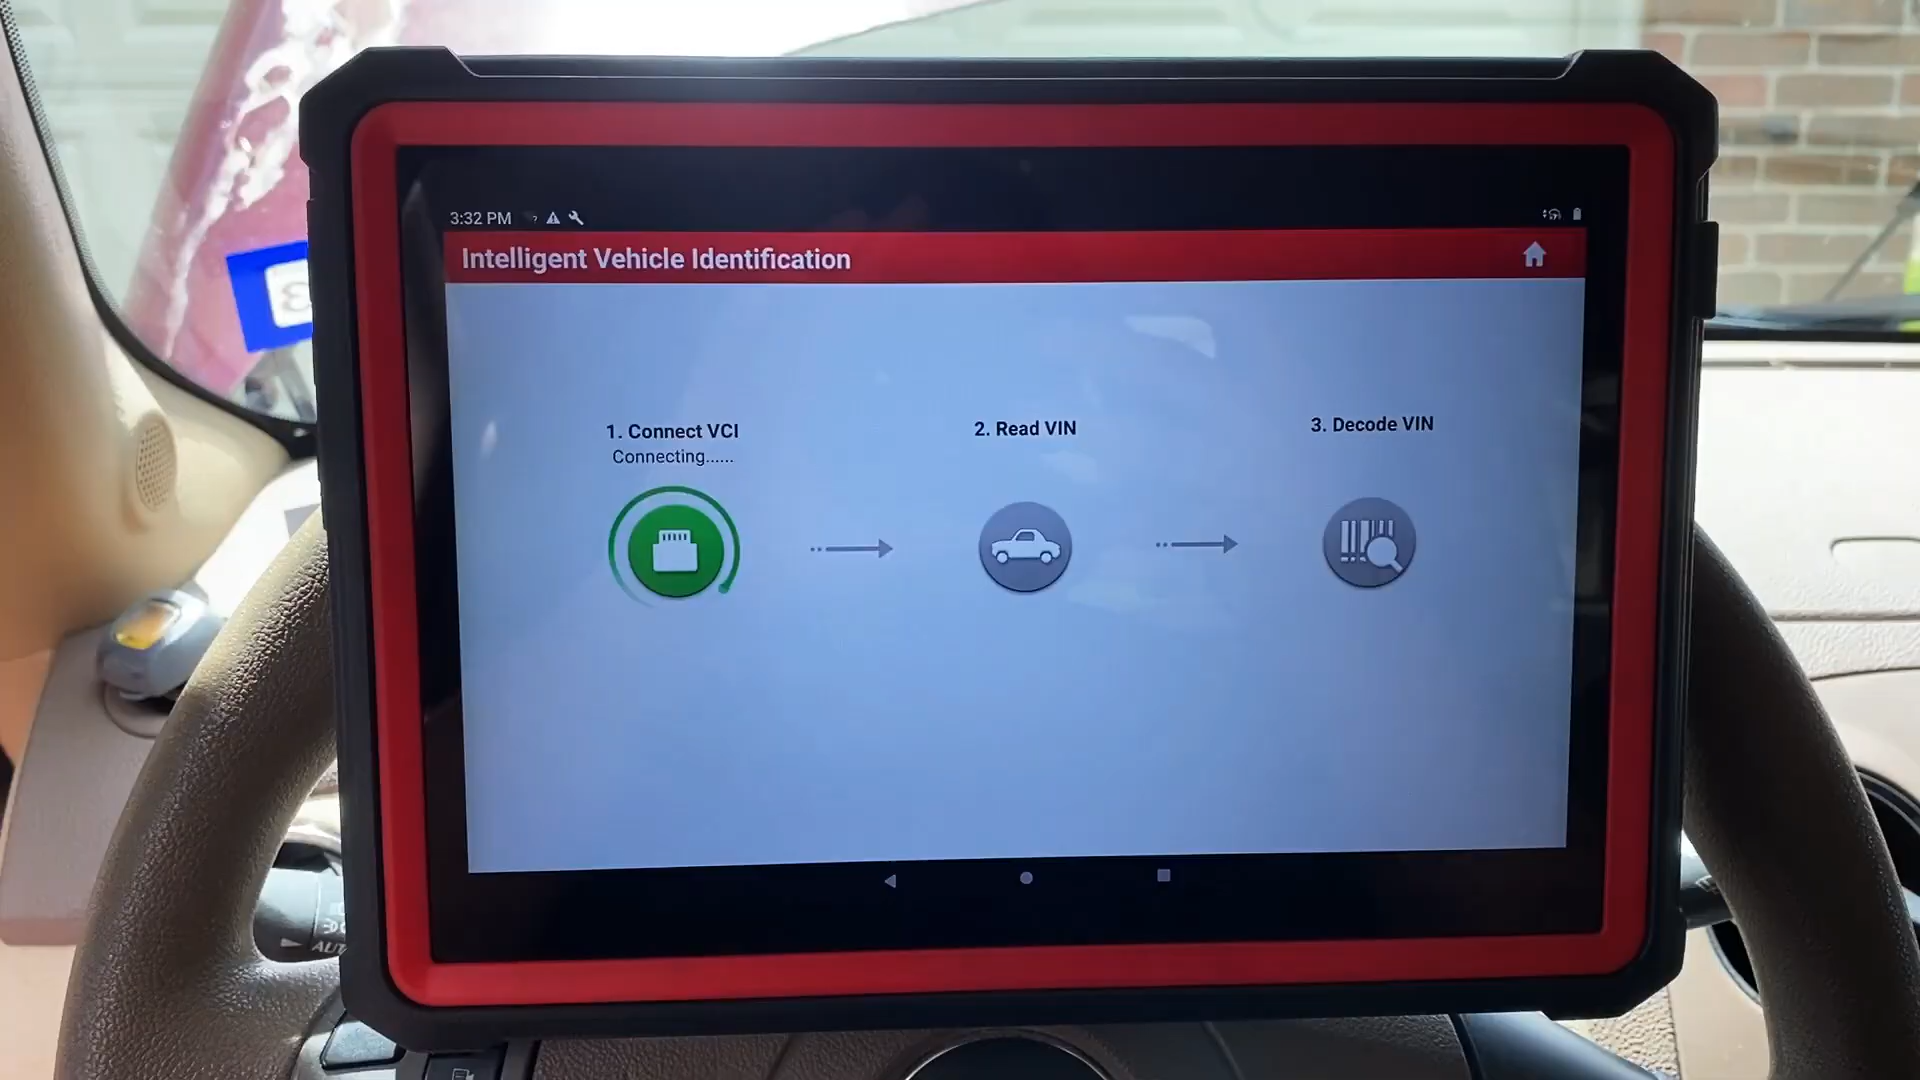 3:32 PM
Intelligent Vehicle Identification
1. Connect VCI
Connecting......
2. Read VIN
3. Decode VIN